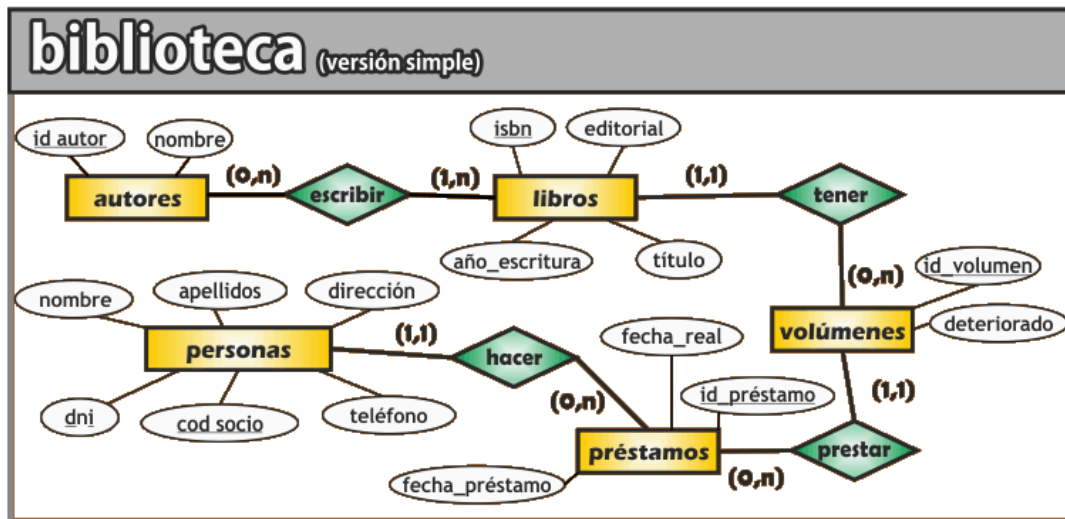 biblioteca (versión simple)
id autor
nombre
isbn
editorial
(0,n)
(1,n)
(1,1)
autores
escribir
libros
tener
año_escritura
título
nombre
apellidos
dirección
(0,n)
id_volumen
personas
(1,1)
hacer
fecha_real
volúmenes
deteriorado
dni
cod socio
teléfono
(0,n)
id_préstamo
(1,1)
préstamos
prestar
fecha_préstamo
(0,n)